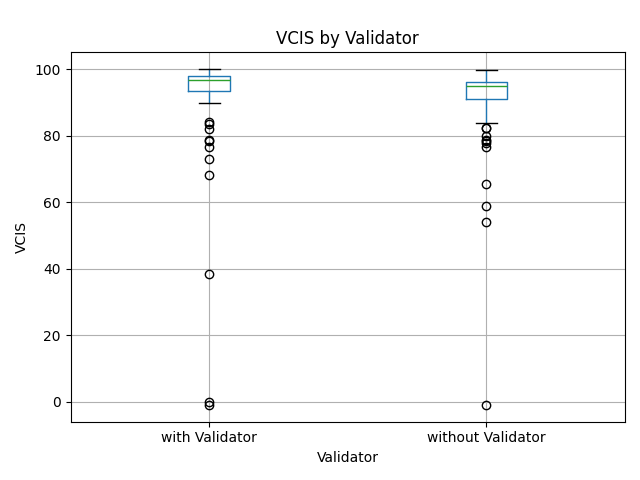 VCIS by Validator
VCIS
100
80
60
40
20
0
with Validator
without Validator
Validator